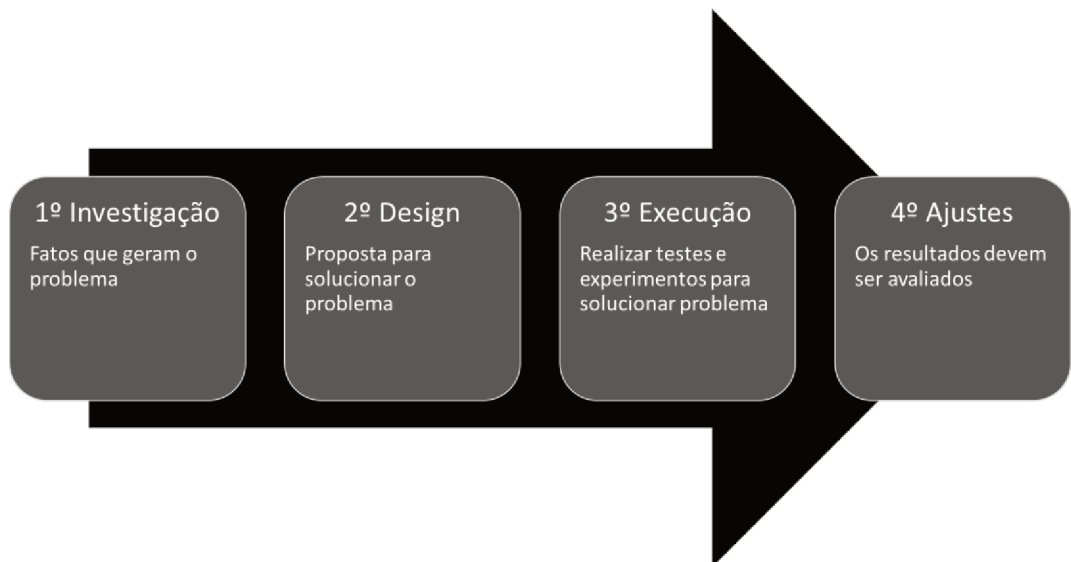 1º Investigação
Fatos que geram o
problema
2º Design
Proposta para
solucionar o
problema
3º Execução
Realizar testes e
experimentos para
solucionar problema
4º Ajustes
Os resultados devem
ser avaliados